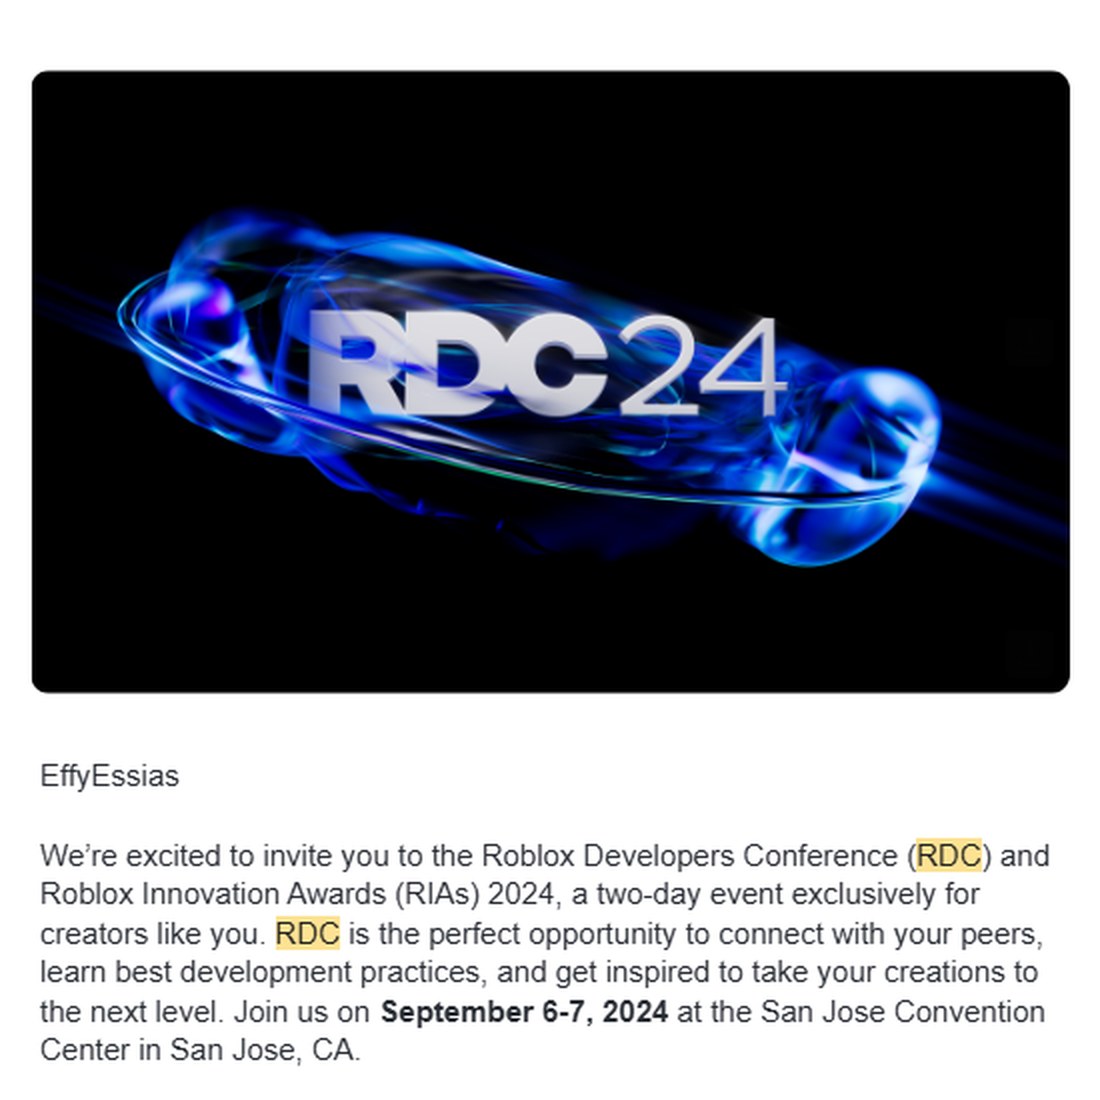 RDC 24
EffyEssias
We’re excited to invite you to the Roblox Developers Conference (RDC) and
Roblox Innovation Awards (RIAs) 2024, a two-day event exclusively for
creators like you. RDC is the perfect opportunity to connect with your peers,
learn best development practices, and get inspired to take your creations to
the next level. Join us on September 6-7, 2024 at the San Jose Convention
Center in San Jose, CA.